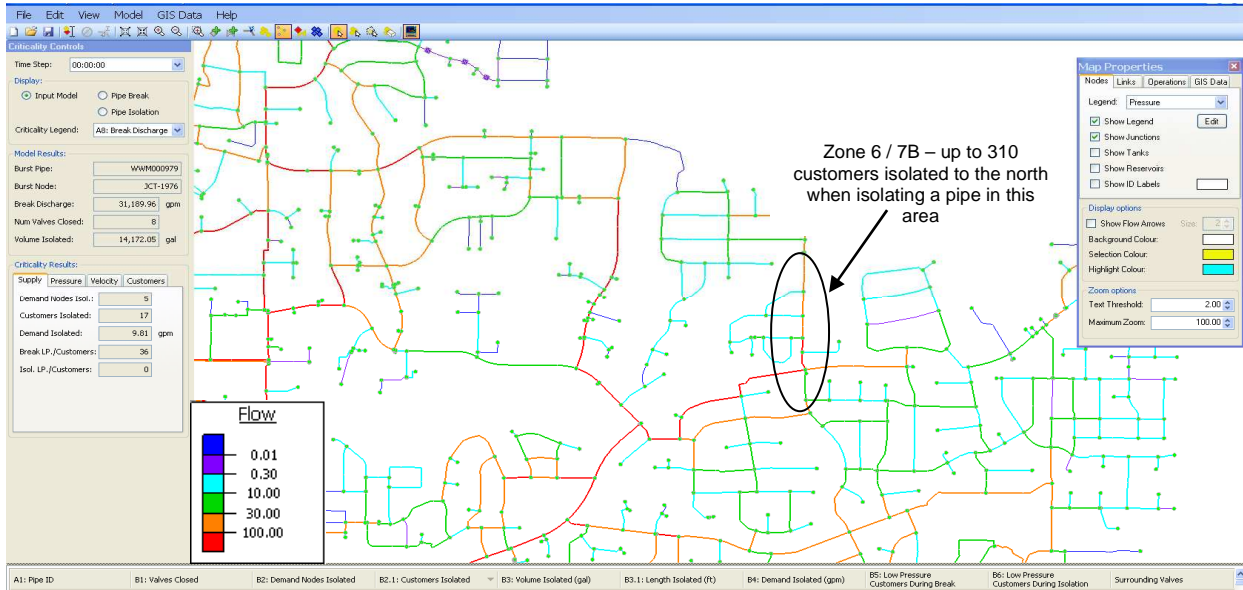 File Edit View Model GIS Data Help
Criticality Controls
Time Step: 00:00:00
Display:
Input Model
Pipe Break
Pipe Isolation
Criticality Legend: A8: Break Discharge
Model Results:
Burst Pipe: WWM000979
Burst Node: JCT-1976
Break Discharge: 31,189.96 gpm
Num Valves Closed: 8
Volume Isolated: 14,172.05 gal
Criticality Results:
Supply Pressure Velocity Customers
Demand Nodes Isol.: 5
Customers Isolated: 17
Demand Isolated: 9.81 gpm
Break LP./Customers: 36
Isol. LP./Customers: 0
Flow
0.01
0.30
10.00
30.00
100.00
Zone 6 / 7B – up to 310
customers isolated to the north
when isolating a pipe in this
area
Map Properties
Nodes Links Operations GIS Data
Legend: Pressure
Show Legend Edit
Show Junctions
Show Tanks
Show Reservoirs
Show ID Labels
Display options
Show Flow Arrows Size: 2
Background Colour:
Selection Colour:
Highlight Colour:
Zoom options
Text Threshold: 2.00
Maximum Zoom: 100.00
A1: Pipe ID B1: Valves Closed B2: Demand Nodes Isolated B2.1: Customers Isolated B3: Volume Isolated (gal) B3.1: Length Isolated (ft) B4: Demand Isolated (gpm) B5: Low Pressure Customers During Break B6: Low Pressure Customers During Isolation Surrounding Valves